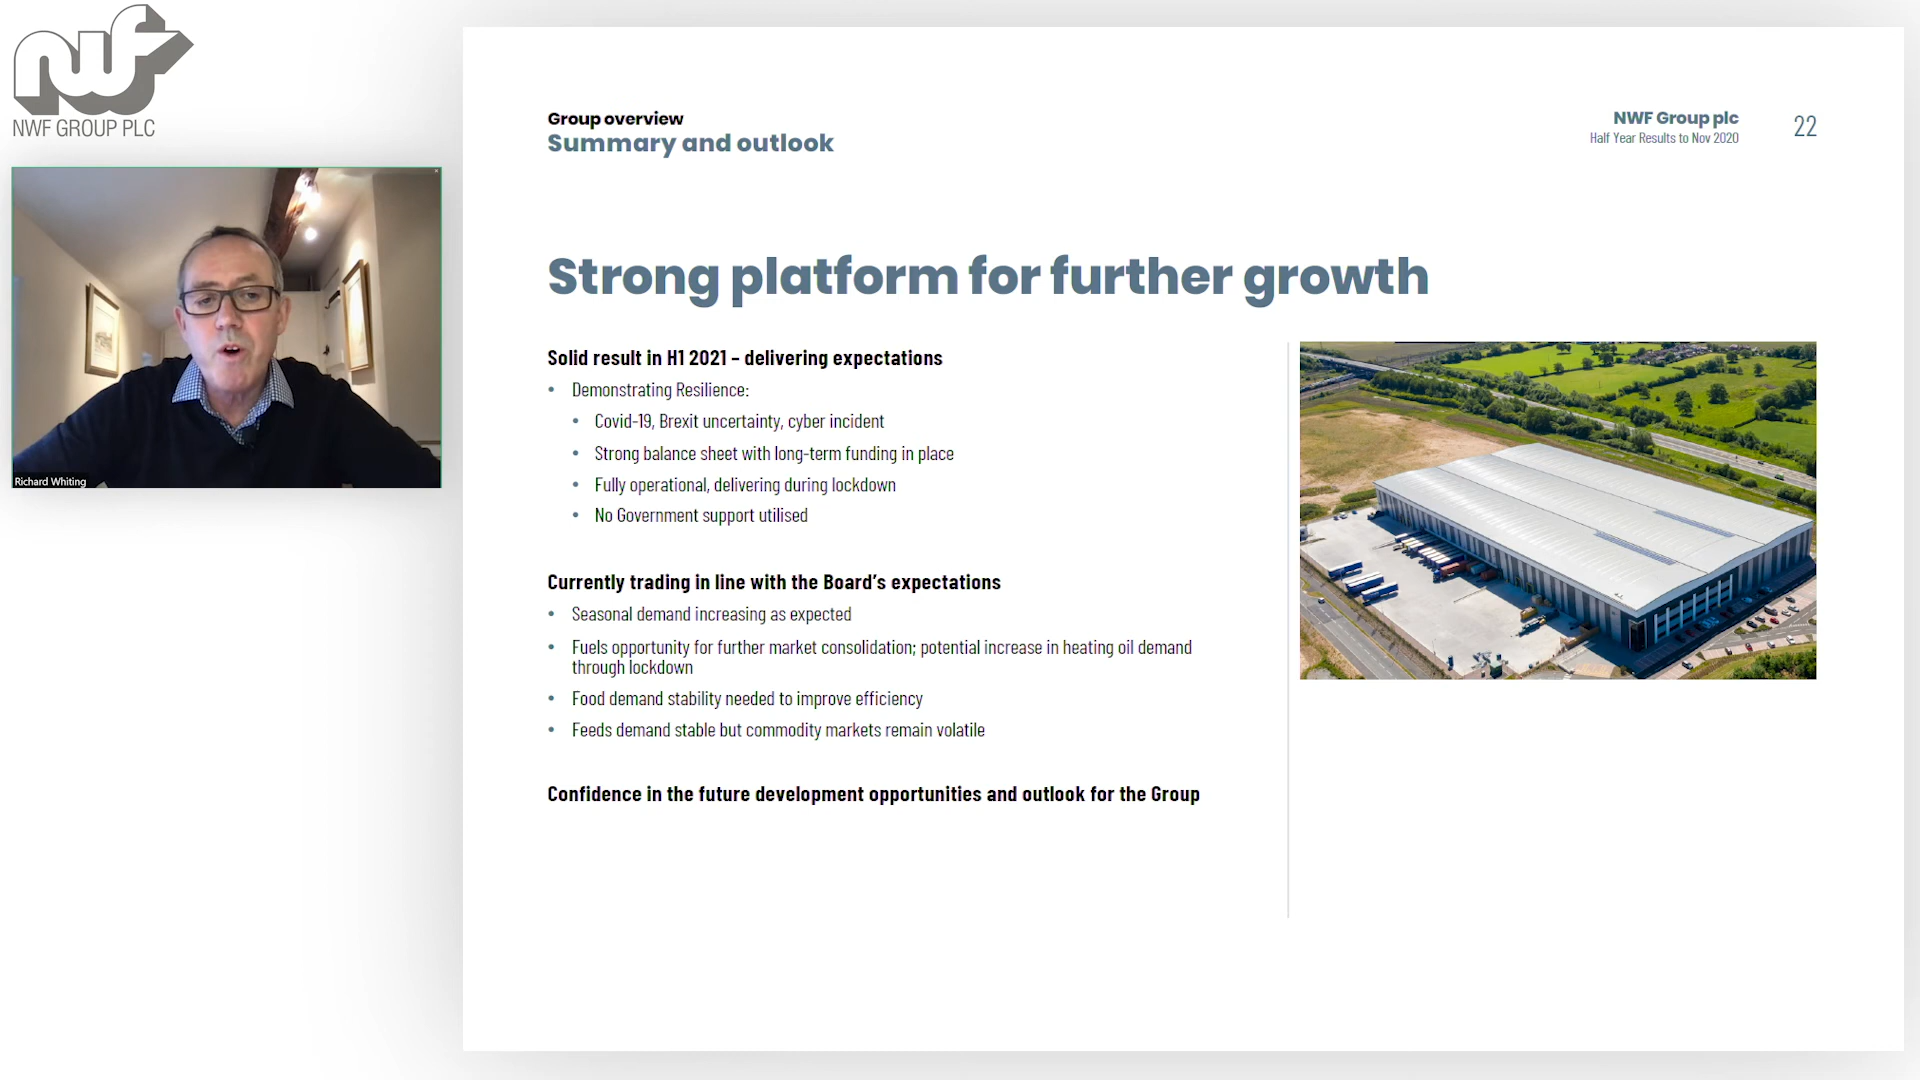 nwf
NWF GROUP PLC
Richard Whiting
Group overview
Summary and outlook
NWF Group plc
Half Year Results to Nov 2020
22
Strong platform for further growth
Solid result in H1 2021 – delivering expectations
• Demonstrating Resilience:
• Covid-19, Brexit uncertainty, cyber incident
• Strong balance sheet with long-term funding in place
• Fully operational, delivering during lockdown
• No Government support utilised
Currently trading in line with the Board’s expectations
• Seasonal demand increasing as expected
• Fuels opportunity for further market consolidation; potential increase in heating oil demand
through lockdown
• Food demand stability needed to improve efficiency
• Feeds demand stable but commodity markets remain volatile
Confidence in the future development opportunities and outlook for the Group